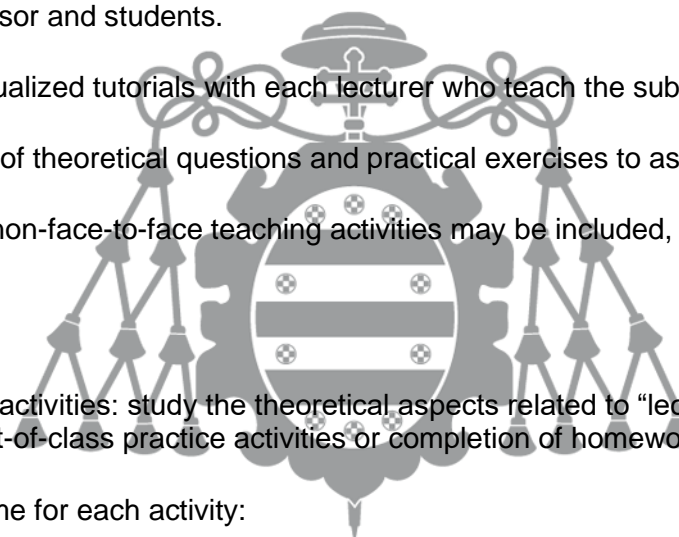 sor and students.
ualized tutorials with each lecturer who teach the sub
of theoretical questions and practical exercises to as
non-face-to-face teaching activities may be included,
activities: study the theoretical aspects related to “lec
t-of-class practice activities or completion of homewo
ne for each activity: